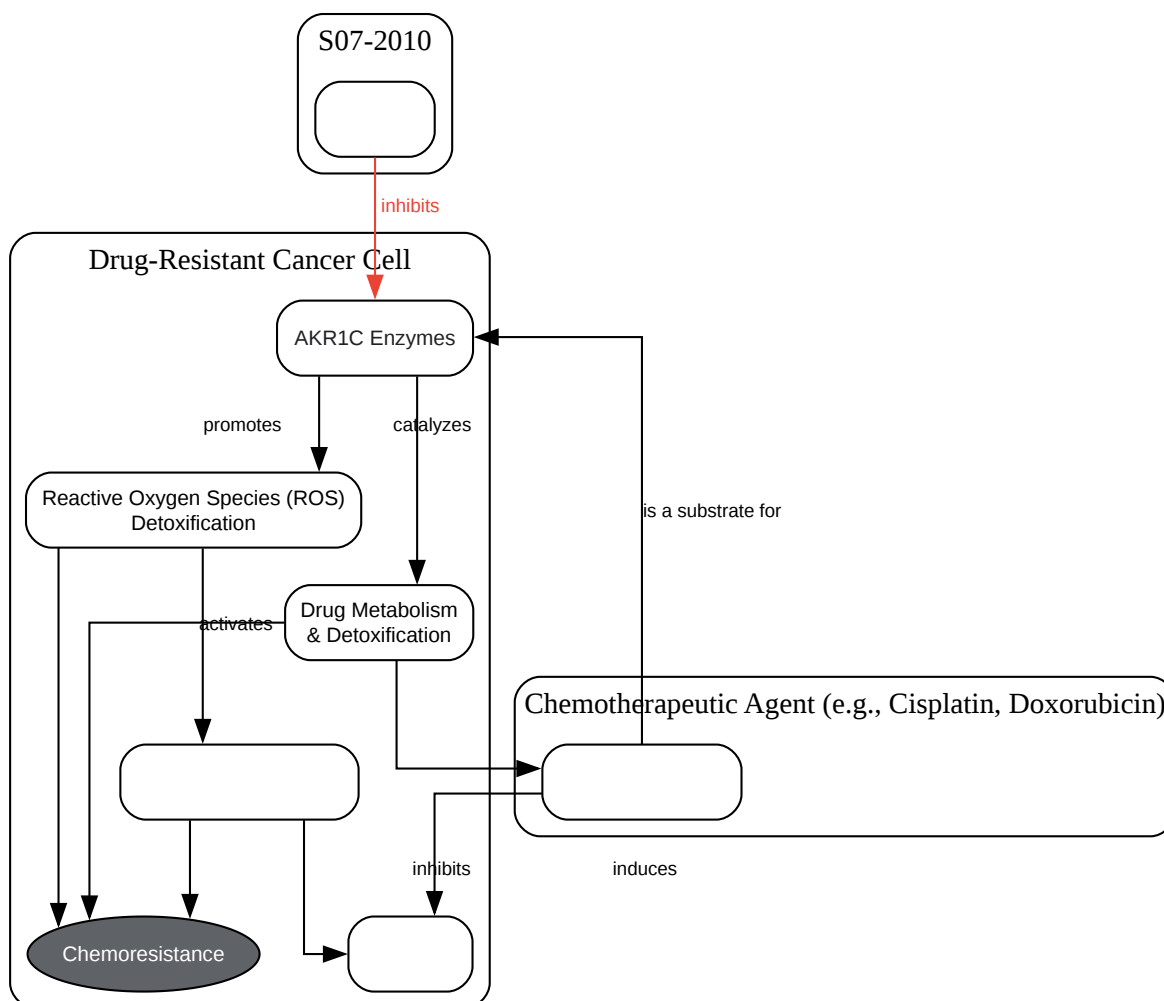 S07-2010
inhibits
Drug-Resistant Cancer Cell
AKR1C Enzymes
promotes
catalyzes
Reactive Oxygen Species (ROS)
Detoxification
is a substrate for
Drug Metabolism
& Detoxification
activates
Chemotherapeutic Agent (e.g., Cisplatin, Doxorubicin)
inhibits
induces
Chemoresistance